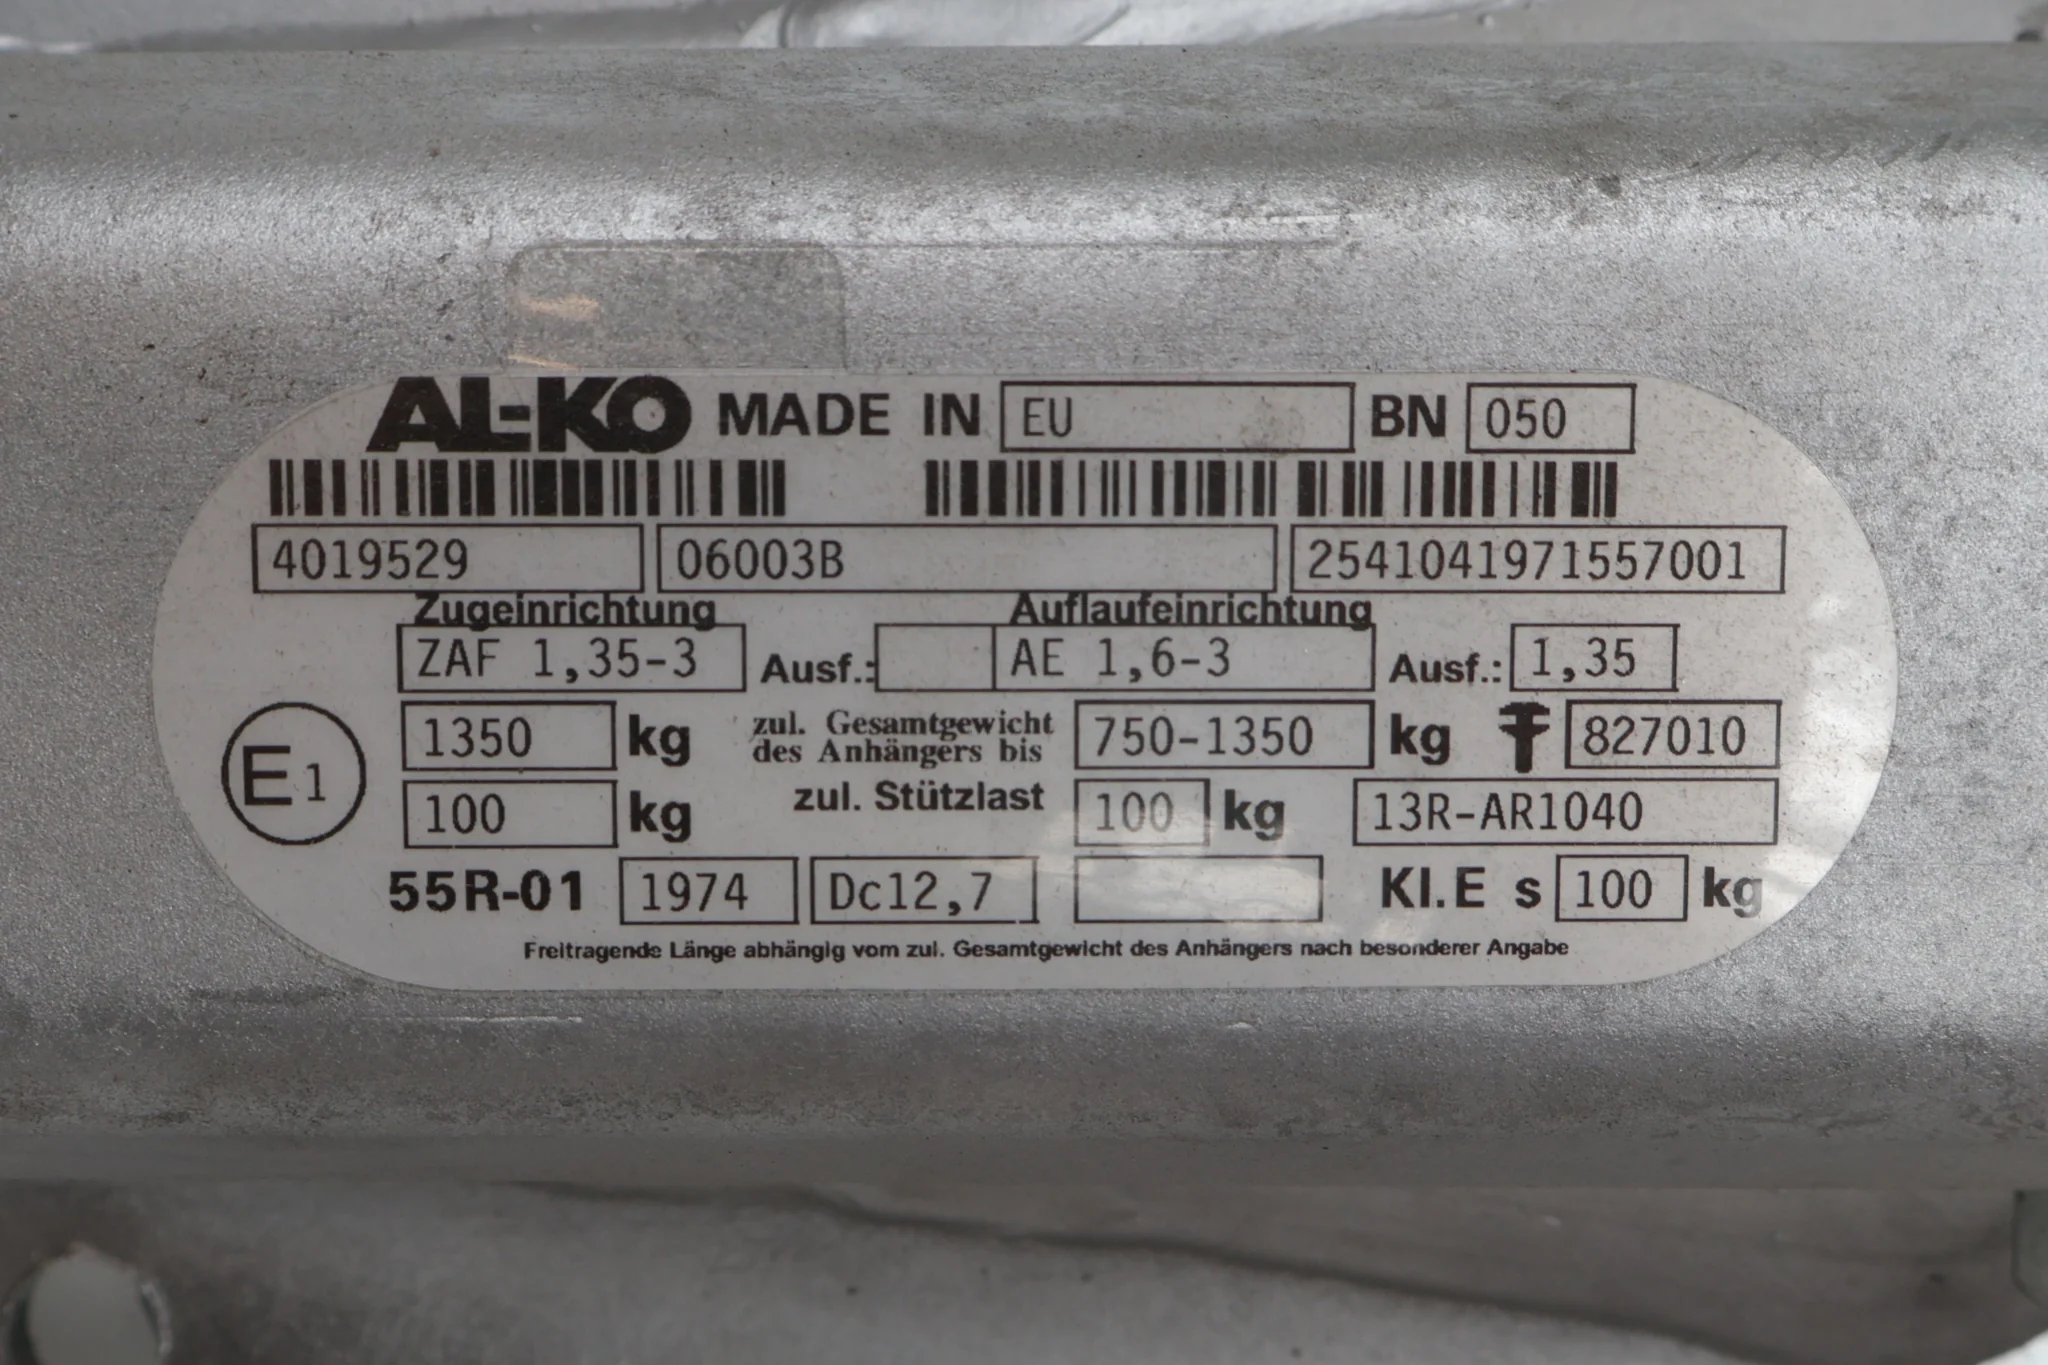 AL-KO MADE IN EU BN 050
4019529 06003B 2541041971557001
Zugeinrichtung Auflaufeinrichtung
ZAF 1,35-3 Ausf.: AE 1,6-3 Ausf.: 1,35
E1 1350 kg zul. Gesamtgewicht des Anhängers bis 750-1350 kg 827010
100 kg zul. Stützlast 100 kg 13R-AR1040
55R-01 1974 Dc12,7 Kl.E s 100 kg
Freitragende Länge abhängig vom zul. Gesamtgewicht des Anhängers nach besonderer Angabe